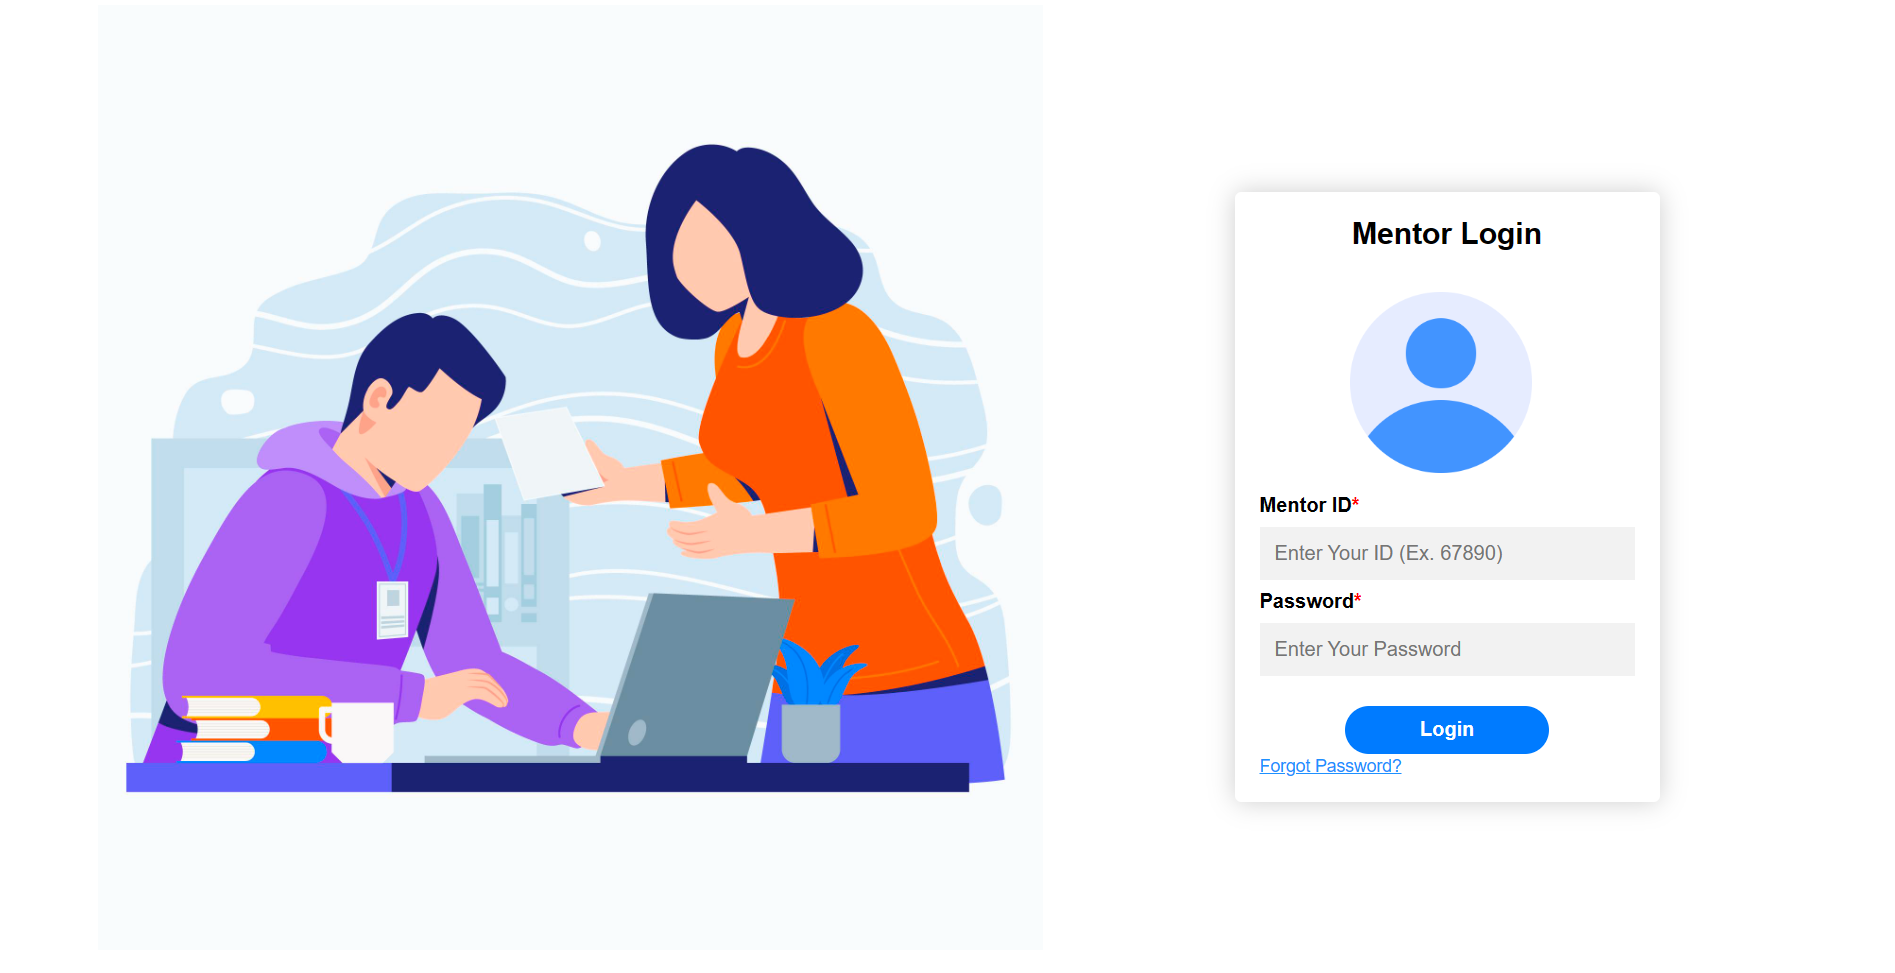 Mentor Login
Mentor ID*
Enter Your ID (Ex. 67890)
Password*
Enter Your Password
Login
Forgot Password?